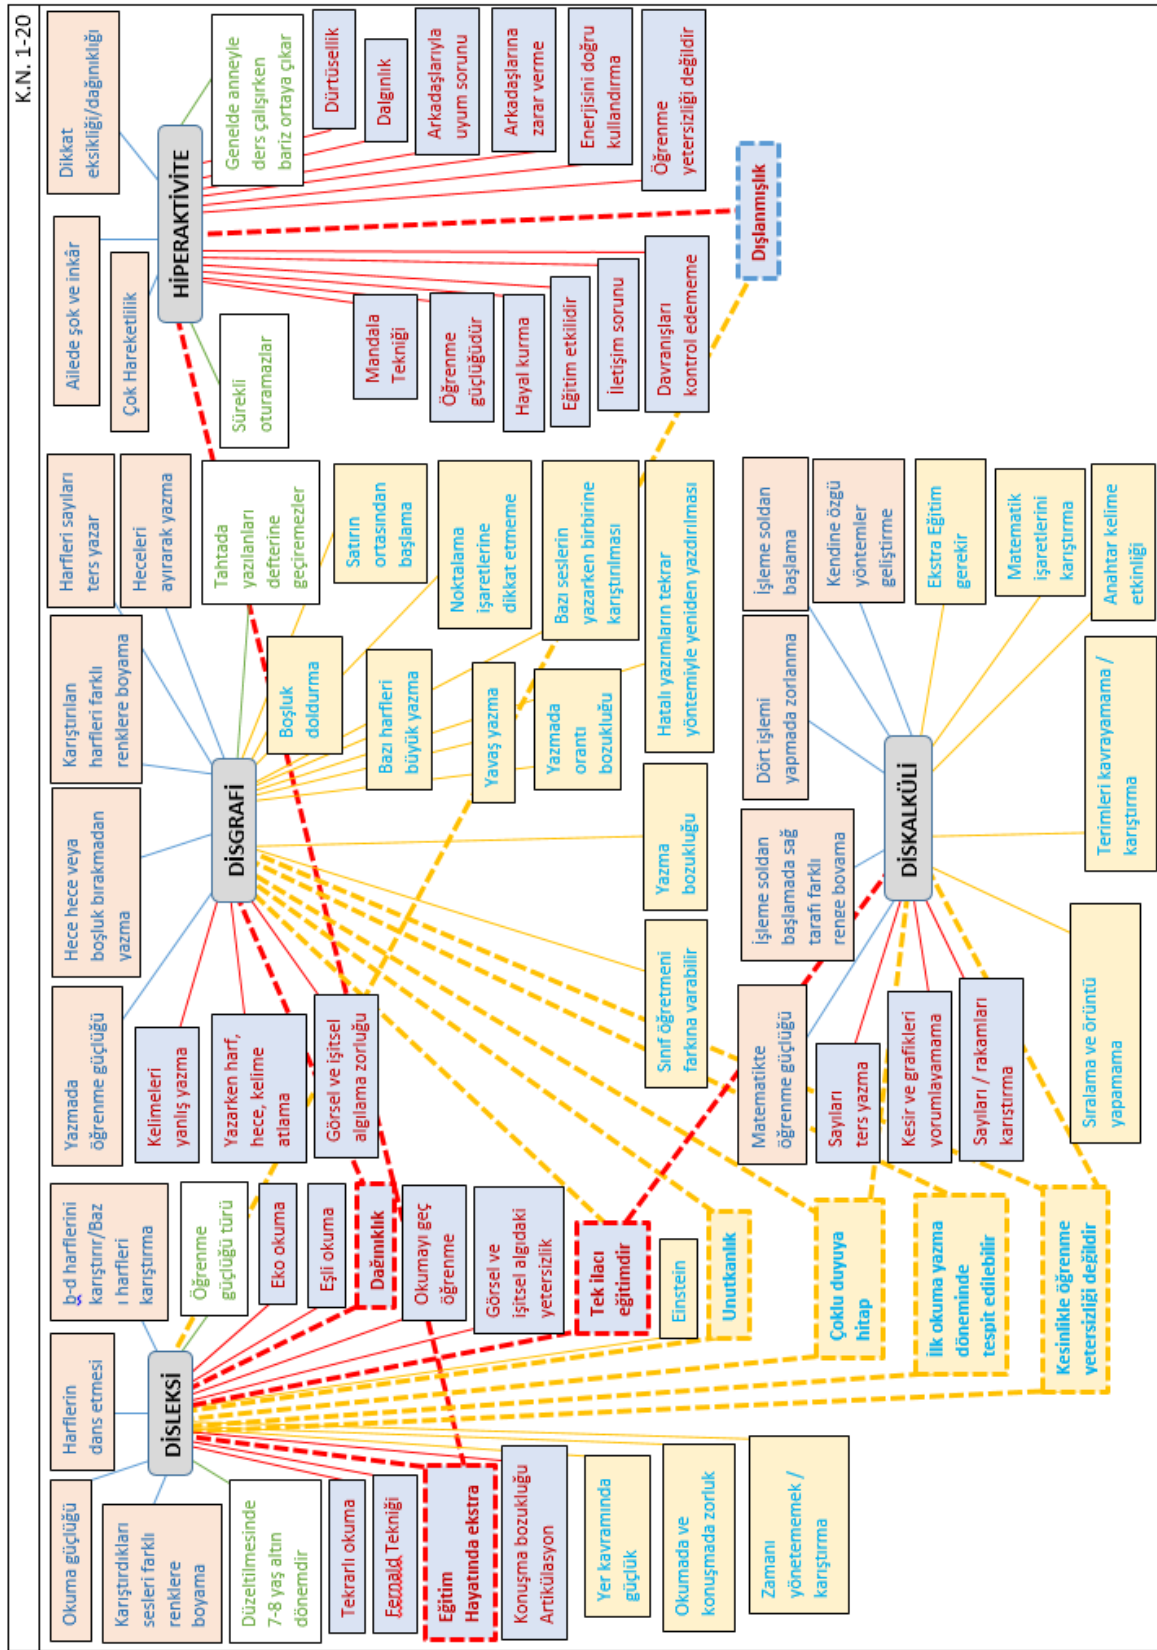 K.N. 1-20
Okuma güçlüğü
Harflerin
dans etmesi
b-d harflerini
karıştırır/Baz
ı harfleri
karıştırma
Karıştırdıkları
sesleri farklı
renklere
boyama
DİSLEKSİ
Öğrenme
güçlüğü türü
Düzeltilmesinde
7-8 yaş altın
dönemdir
Eko okuma
Eşli okuma
Tekrarlı okuma
Fernald Tekniği
Dağınıklık
Eğitim
Hayatında ekstra
Okumayı geç
öğrenme
Konuşma bozukluğu
Artikülasyon
Görsel ve
işitsel algıdaki
yetersizlik
Yer kavramında
güçlük
Tek ilacı
eğitimdir
Okumada ve
konuşmada zorluk
Einstein
Unutkanlık
Zamanı
yönetememek /
karıştırma
Çoklu duyuya
hitap
İlk okuma yazma
döneminde
tespit edilebilir
Kesinlikle öğrenme
yetersizliği değildir
Yazmada
öğrenme güçlüğü
Hece hece veya
boşluk bırakmadan
yazma
Karıştırılan
harfleri farklı
renklere boyama
Harfleri sayıları
ters yazar
Heceleri
ayırarak yazma
DİSGRAFİ
Tahtada
yazılanları
defterine
geçiremezler
Kelimeleri
yanlış yazma
Yazarken harf,
hece, kelime
atlama
Görsel ve işitsel
algılama zorluğu
Boşluk
doldurma
Satırın
ortasından
başlama
Bazı harfleri
büyük yazma
Noktalama
işaretlerine
dikkat etmeme
Yavaş yazma
Bazı seslerin
yazarken birbirine
karıştırılması
Yazmada
orantı
bozukluğu
Hatalı yazımların tekrar
yöntemiyle yeniden yazdırılması
Sınıf öğretmeni
farkına varabilir
Yazma
bozukluğu
Ailede şok ve inkâr
Dikkat
eksikliği/dağınıklığı
Çok Hareketlilik
HİPERAKTİVİTE
Sürekli
oturamazlar
Genelde anneyle
ders çalışırken
bariz ortaya çıkar
Dürtüsellik
Dalgınlık
Arkadaşlarıyla
uyum sorunu
Arkadaşlarına
zarar verme
Enerjisini doğru
kullandırma
Öğrenme
yetersizliği değildir
Mandala
Tekniği
Öğrenme
güçlüğüdür
Hayal kurma
Eğitim etkilidir
İletişim sorunu
Davranışları
kontrol edememe
Dışlanmışlık
Matematikte
öğrenme güçlüğü
İşleme soldan
başlamada sağ
tarafı farklı
renge boyama
Dört işlemi
yapmada zorlanma
İşleme soldan
başlama
Kendine özgü
yöntemler
geliştirme
DİSKALKÜLİ
Sayıları
ters yazma
Kesir ve grafikleri
yorumlayamama
Sayıları / rakamları
karıştırma
Ekstra Eğitim
gerekir
Matematik
işaretlerini
karıştırma
Anahtar kelime
etkinliği
Sıralama ve örüntü
yapamama
Terimleri kavrayamama /
karıştırma